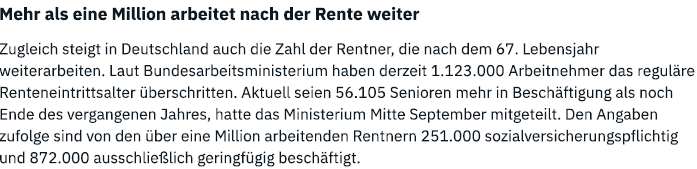 Mehr als eine Million arbeitet nach der Rente weiter
Zugleich steigt in Deutschland auch die Zahl der Rentner, die nach dem 67. Lebensjahr
weiterarbeiten. Laut Bundesarbeitsministerium haben derzeit 1.123.000 Arbeitnehmer das reguläre
Renteneintrittsalter überschritten. Aktuell seien 56.105 Senioren mehr in Beschäftigung als noch
Ende des vergangenen Jahres, hatte das Ministerium Mitte September mitgeteilt. Den Angaben
zufolge sind von den über eine Million arbeitenden Rentnern 251.000 sozialversicherungspflichtig
und 872.000 ausschließlich geringfügig beschäftigt.